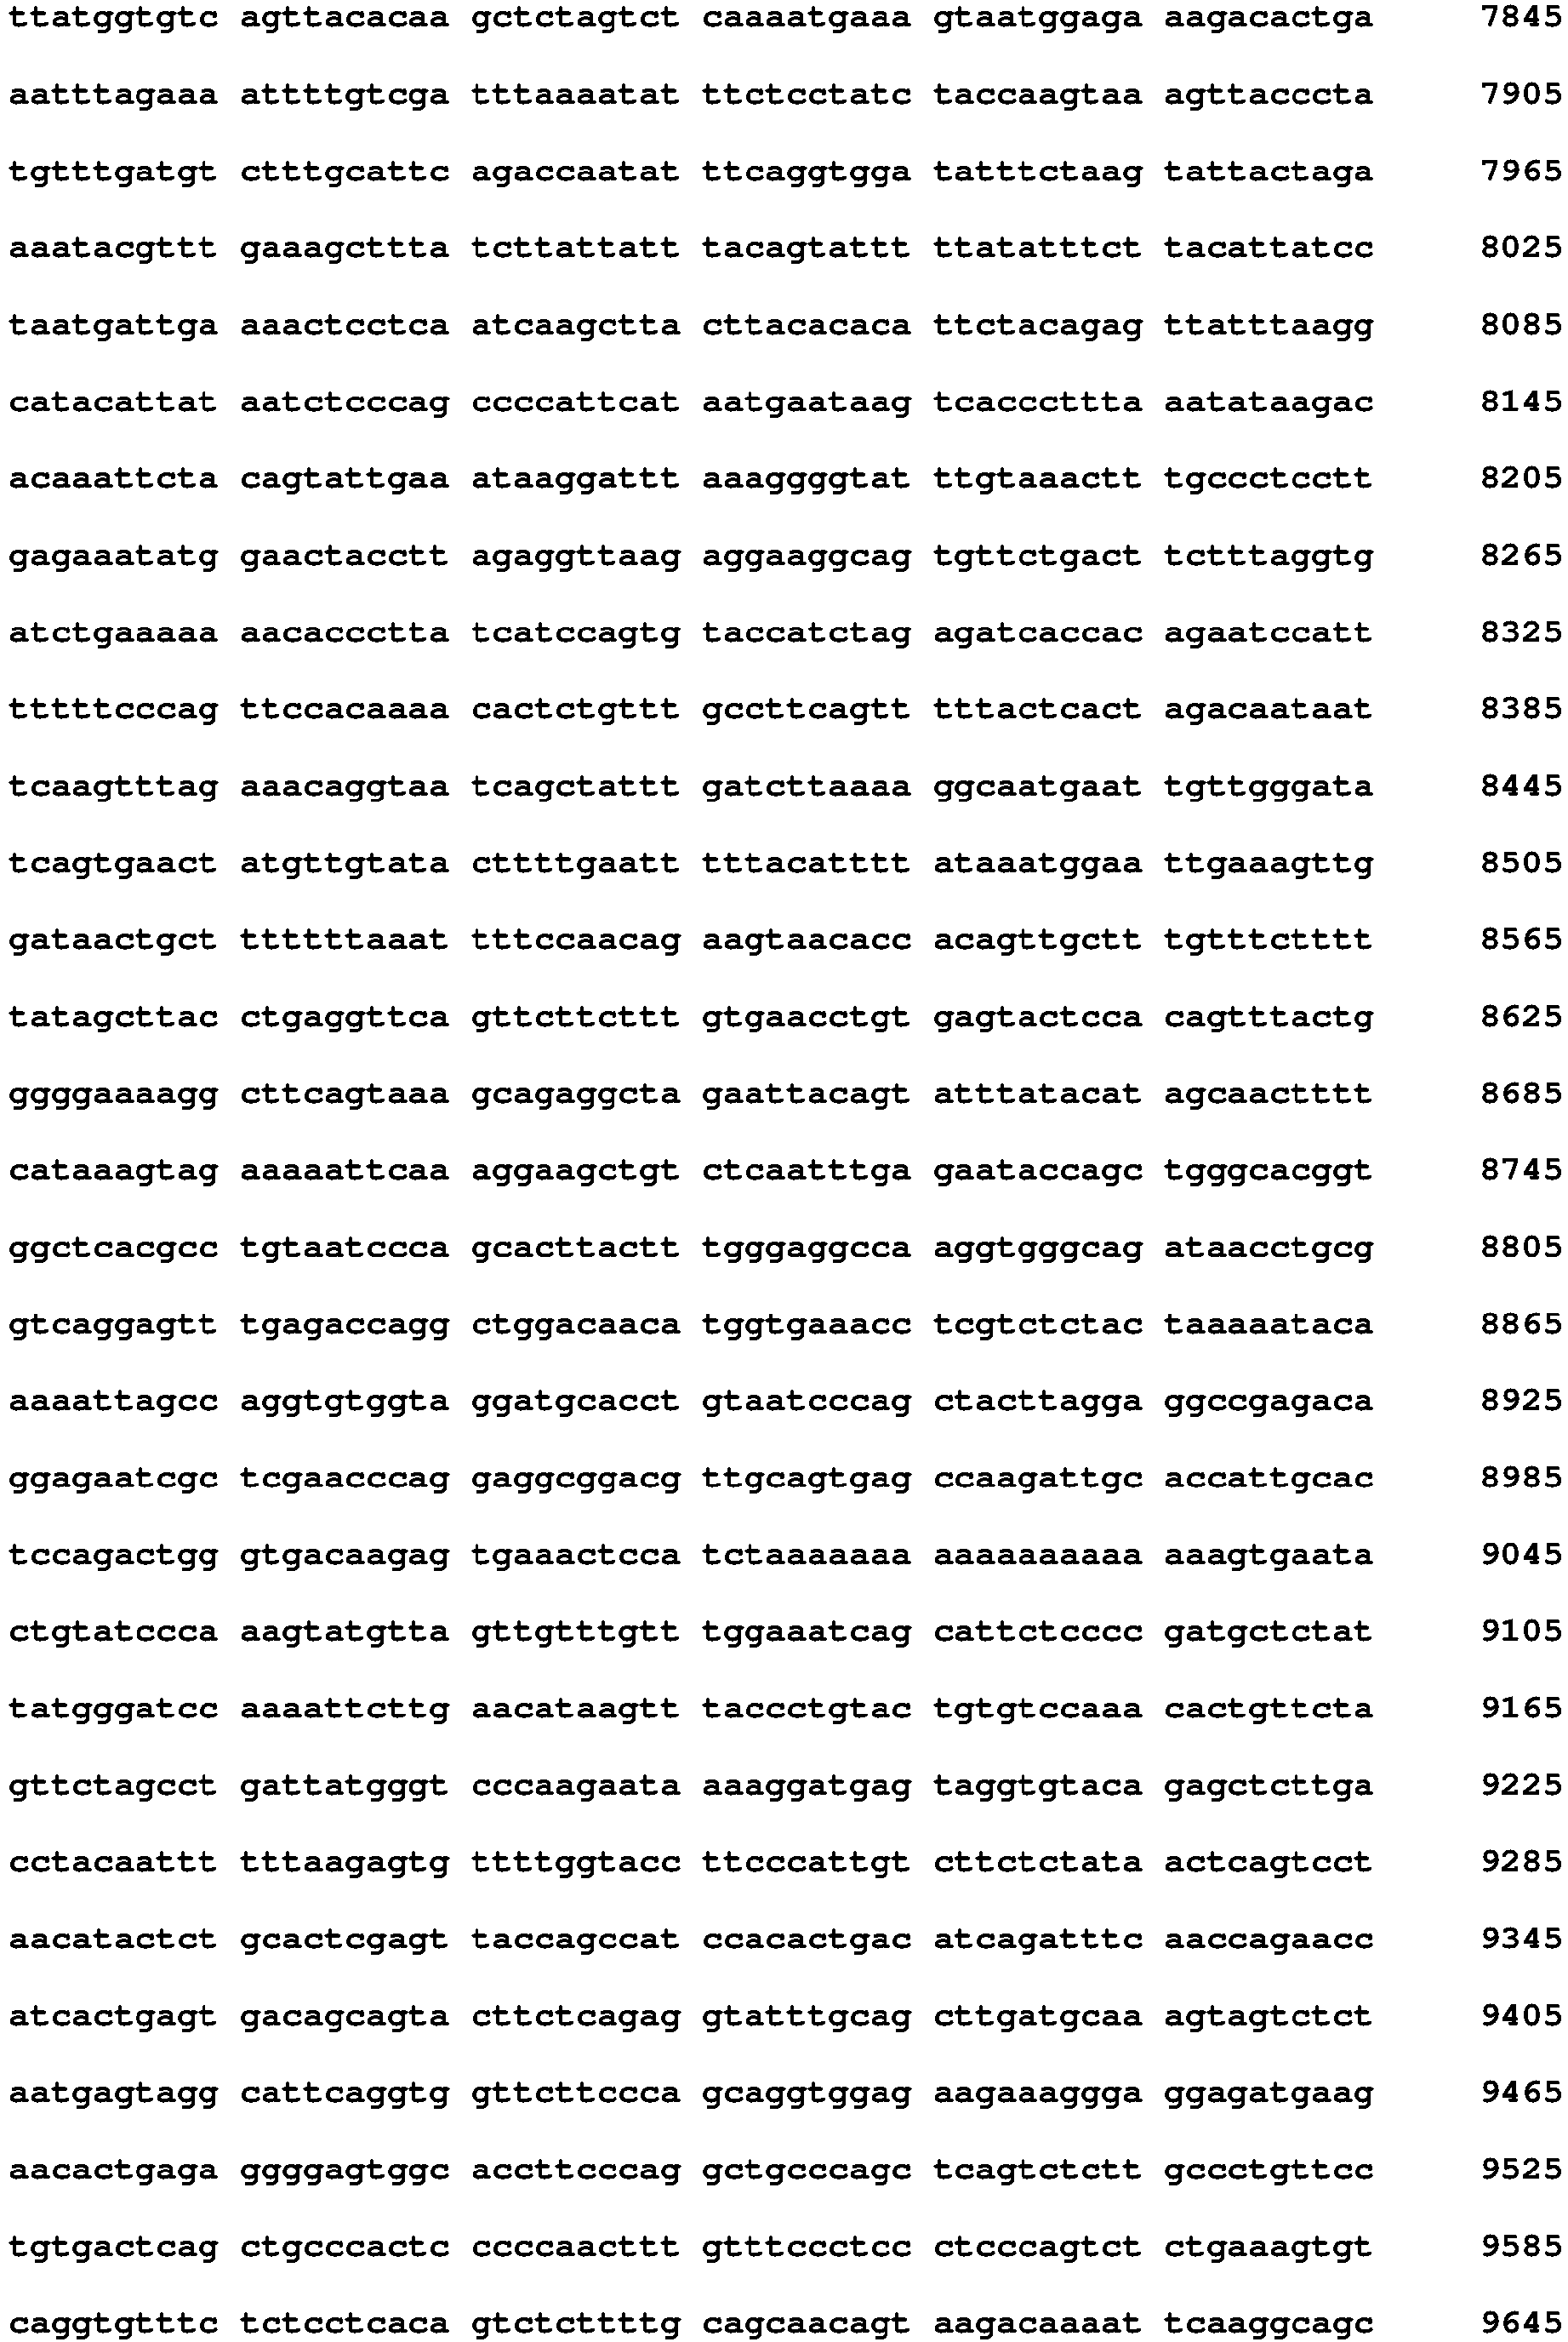 ttatggtgtc agttacacaa gctctagtct caaaatgaaa gtaatggaga aagacactga 7845
aatttagaaa attttgtcga tttaaaatat ttctcctatc taccaagtaa agttacccta 7905
tgtttgatgt ctttgcattc agaccaatat ttcaggtgga tatttctaag tattactaga 7965
aaatacgttt gaaagcttta tcttattatt tacagtattt ttatatttct tacattatcc 8025
taatgattga aaactcctca atcaagctta cttacacaca ttctacagag ttatttaagg 8085
catacattat aatctcccag ccccattcat aatgaataag tcacccttta aatataagac 8145
acaaattcta cagtattgaa ataaggattt aaaggggtat ttgtaaactt tgccctcctt 8205
gagaaatatg gaactacctt agaggttaag aggaaggcag tgttctgact tctttaggtg 8265
atctgaaaaa aacaccctta tcatccagtg taccatctag agatcaccac agaatccatt 8325
tttttcccag ttccacaaaa cactctgttt gccttcagtt tttactcact agacaataat 8385
tcaagtttag aaacaggtaa tcagctattt gatcttaaaa ggcaatgaat tgttgggata 8445
tcagtgaact atgttgtata cttttgaatt tttacatttt ataaatggaa ttgaaagttg 8505
gataactgct ttttttaaat tttccaacag aagtaacacc acagttgctt tgtttctttt 8565
tatagcttac ctgaggttca gttcttcttt gtgaacctgt gagtactcca cagtttactg 8625
ggggaaaagg cttcagtaaa gcagaggcta gaattacagt atttatacat agcaactttt 8685
cataaagtag aaaaattcaa aggaagctgt ctcaatttga gaataccagc tgggcacggt 8745
ggctcacgcc tgtaatccca gcacttactt tgggaggcca aggtgggcag ataacctgcg 8805
gtcaggagtt tgagaccagg ctggacaaca tggtgaaacc tcgtctctac taaaaataca 8865
aaaattagcc aggtgtggta ggatgcacct gtaatcccag ctacttagga ggccgagaca 8925
ggagaatcgc tcgaacccag gaggcggacg ttgcagtgag ccaagattgc accattgcac 8985
tccagactgg gtgacaagag tgaaactcca tctaaaaaaa aaaaaaaaaa aaagtgaata 9045
ctgtatccca aagtatgtta gttgtttgtt tggaaatcag cattctcccc gatgctctat 9105
tatgggatcc aaaattcttg aacataagtt taccctgtac tgtgtccaaa cactgttcta 9165
gttctagcct gattatgggt cccaagaata aaaggatgag taggtgtaca gagctcttga 9225
cctacaattt tttaagagtg ttttggtacc ttcccattgt cttctctata actcagtcct 9285
aacatactct gcactcgagt taccagccat ccacactgac atcagatttc aaccagaacc 9345
atcactgagt gacagcagta cttctcagag gtatttgcag cttgatgcaa agtagtctct 9405
aatgagtagg cattcaggtg gttcttccca gcaggtggag aagaaaggga ggagatgaag 9465
aacactgaga ggggagtggc accttcccag gctgcccagc tcagtctctt gccctgttcc 9525
tgtgactcag ctgcccactc ccccaacttt gtttccctcc ctcccagtct ctgaaagtgt 9585
caggtgtttc tctcctcaca gtctcttttg cagcaacagt aagacaaaat tcaaggcagc 9645